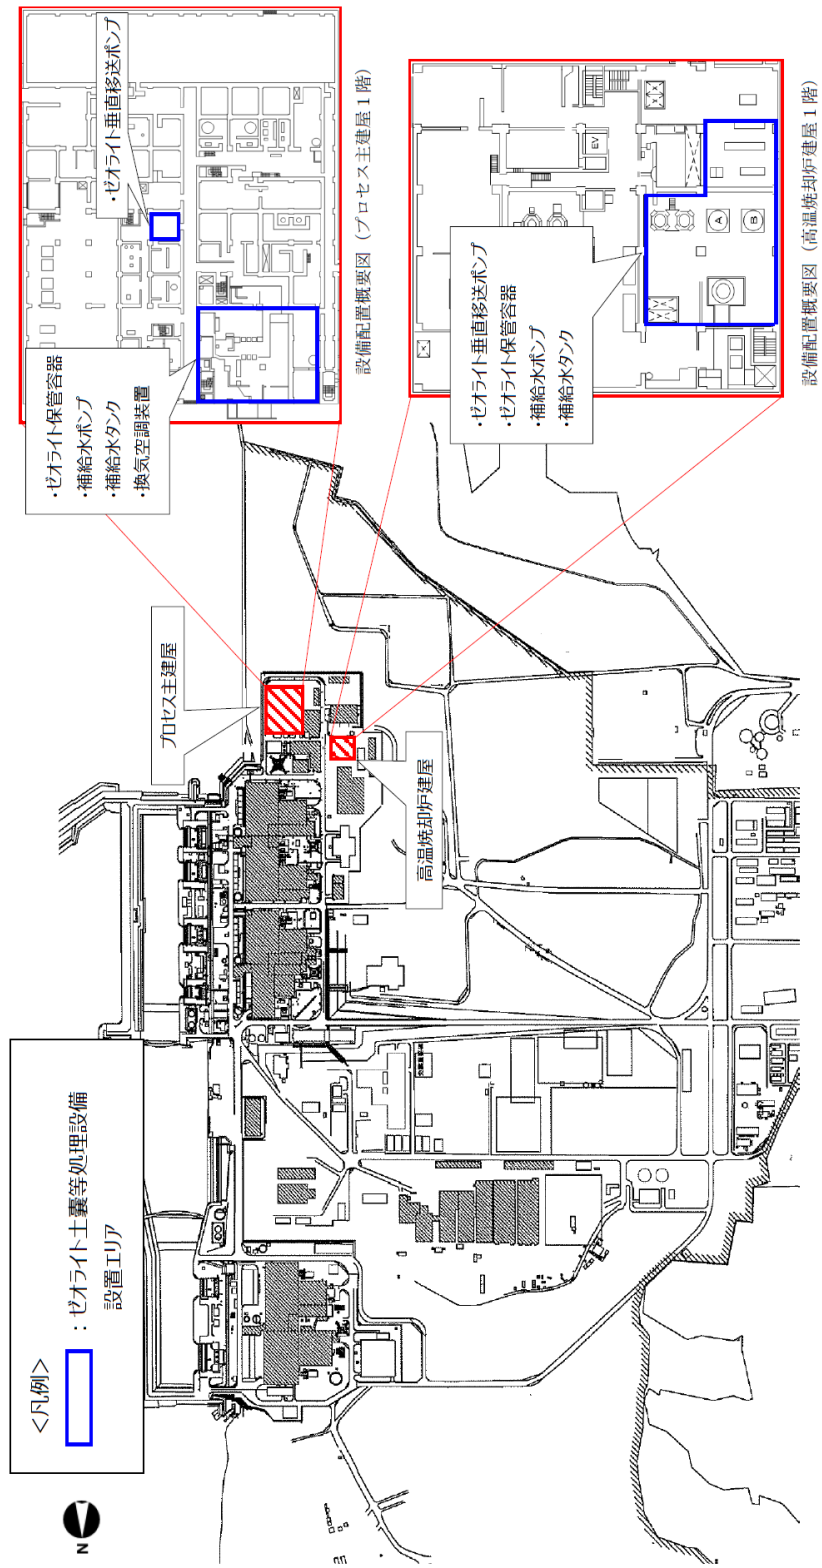 <凡例>
：ゼオライト土嚢等処理設備
設置エリア
N
プロセス主建屋
高温焼却炉建屋
・ゼオライト保管容器
・補給水ポンプ
・補給水タンク
・換気空調装置
・ゼオライト垂直移送ポンプ
設備配置概要図（プロセス主建屋１階）
・ゼオライト垂直移送ポンプ
・ゼオライト保管容器
・補給水ポンプ
・補給水タンク
EV
A
B
設備配置概要図（高温焼却炉建屋１階）